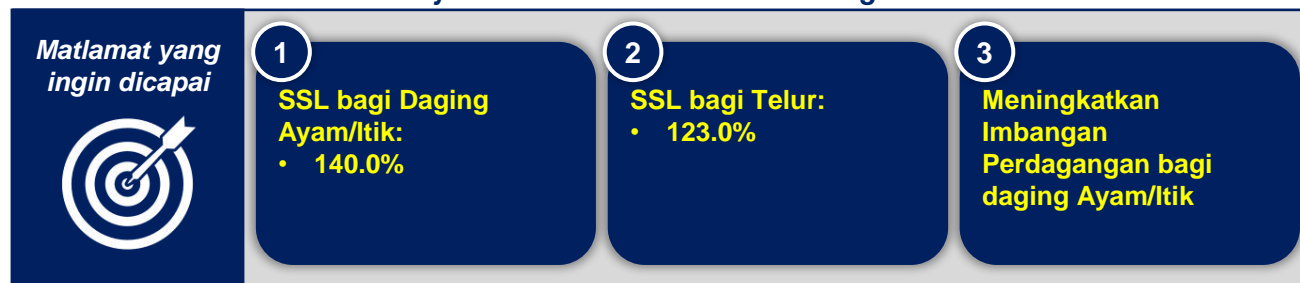 Matlamat yang
ingin dicapai
1
SSL bagi Daging
Ayam/Itik:
• 140.0%
2
SSL bagi Telur:
• 123.0%
3
Meningkatkan
Imbangan
Perdagangan bagi
daging Ayam/Itik